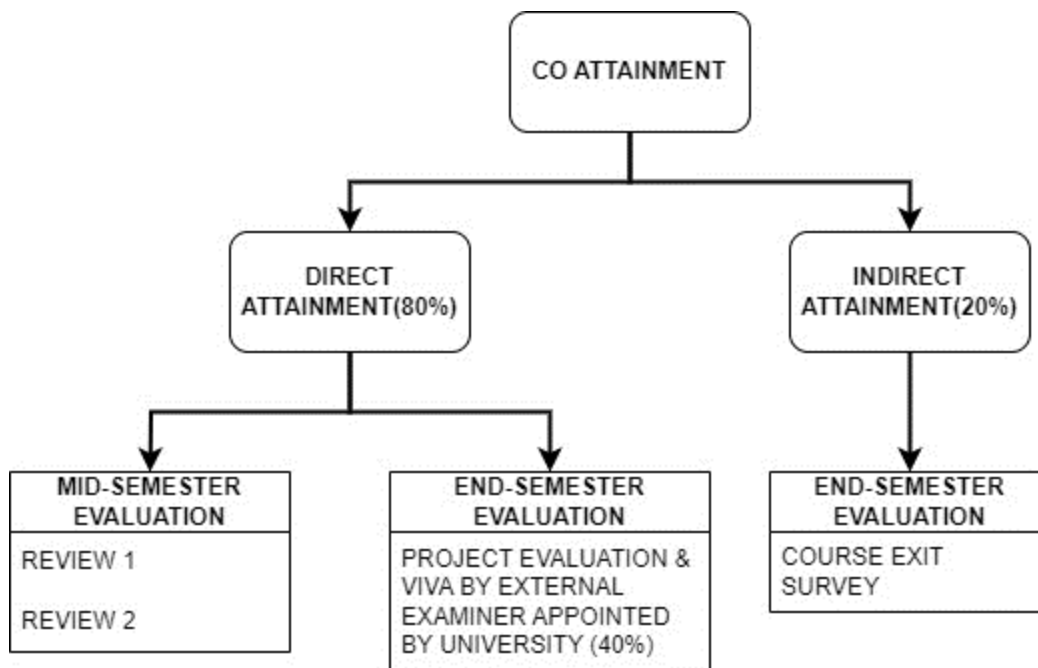 CO ATTAINMENT
DIRECT
ATTAINMENT(80%)
INDIRECT
ATTAINMENT(20%)
MID-SEMESTER
EVALUATION
REVIEW 1
REVIEW 2
END-SEMESTER
EVALUATION
PROJECT EVALUATION &
VIVA BY EXTERNAL
EXAMINER APPOINTED
BY UNIVERSITY (40%)
END-SEMESTER
EVALUATION
COURSE EXIT
SURVEY